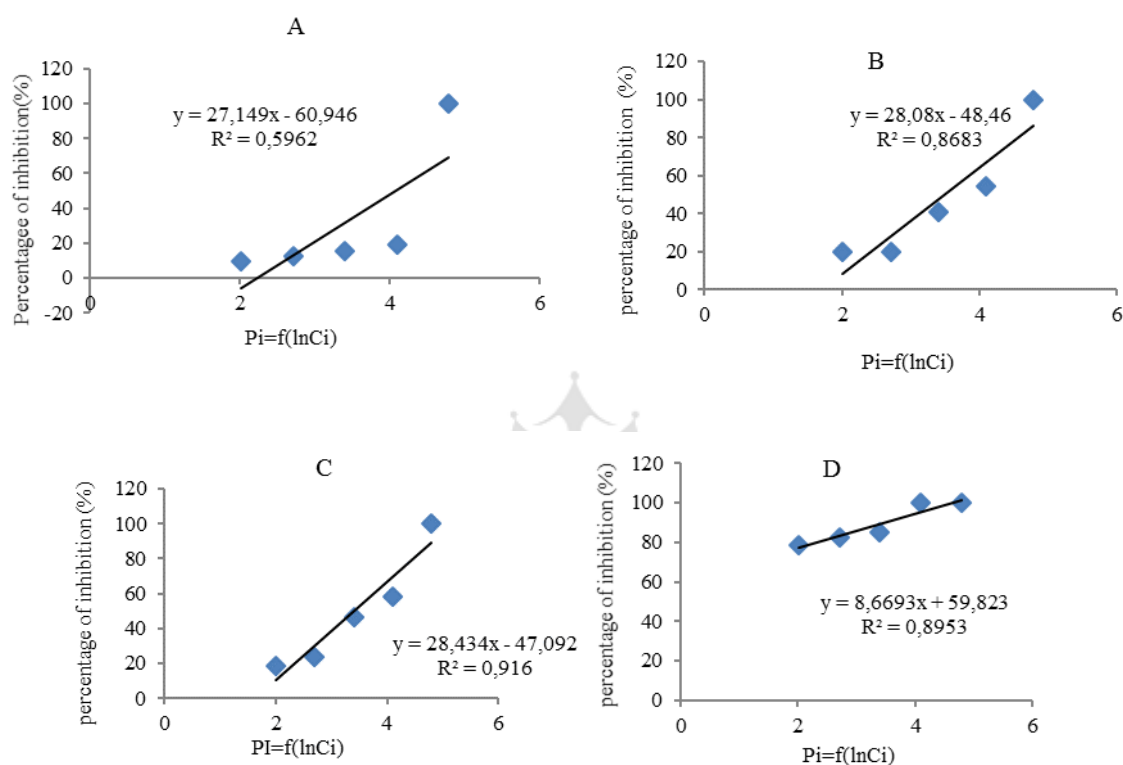 A
Percentagee of inhibition(%)
120
100
80
60
40
20
0
-20
y = 27,149x - 60,946
R² = 0,5962
0
2
4
6
Pi=f(lnCi)
B
percentage of inhibition (%)
120
100
80
60
40
20
0
y = 28,08x - 48,46
R² = 0,8683
0
2
4
6
Pi=f(lnCi)
C
percentage of inhibition (%)
120
100
80
60
40
20
0
y = 28,434x - 47,092
R² = 0,916
0
2
4
6
PI=f(lnCi)
D
percentage of inhibition (%)
120
100
80
60
40
20
0
y = 8,6693x + 59,823
R² = 0,8953
0
2
4
6
Pi=f(lnCi)